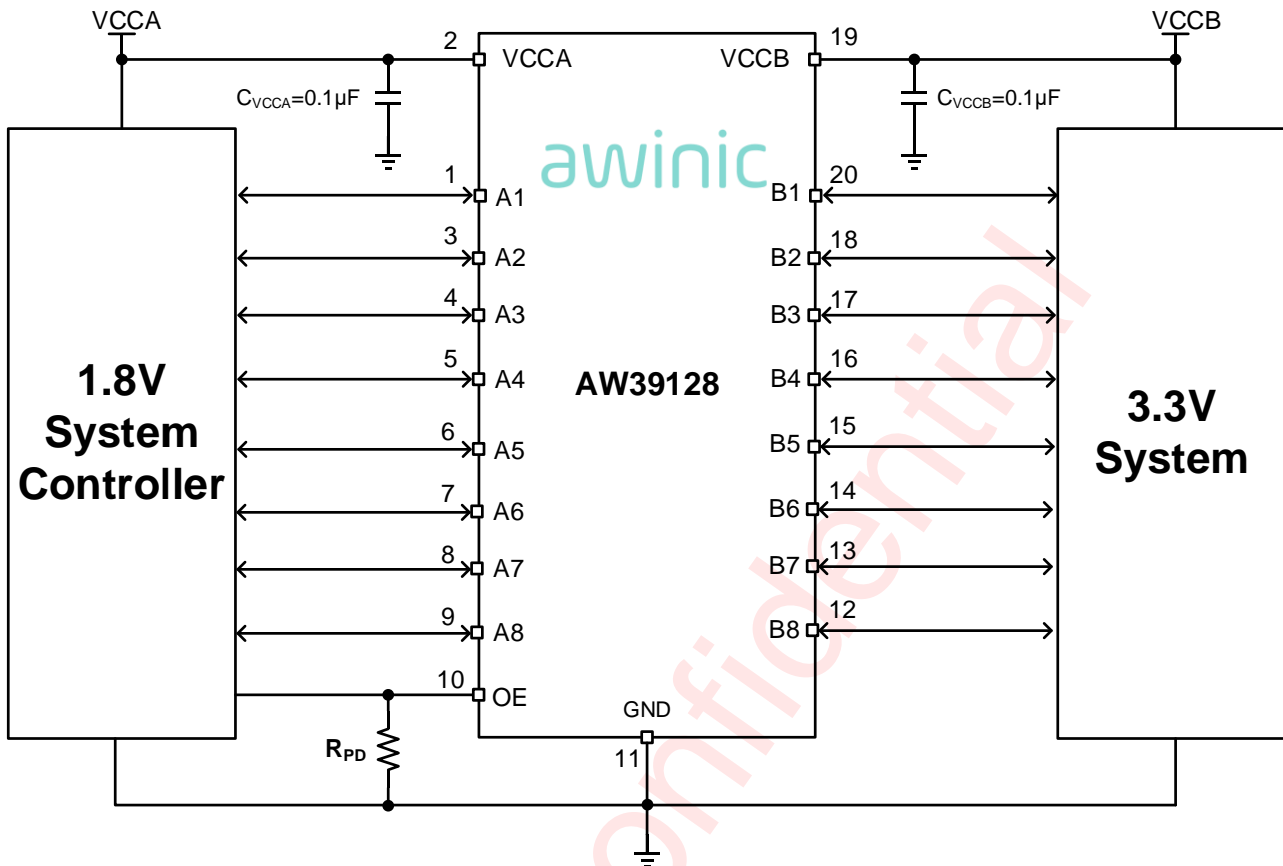 VCCA
VCCB
2
VCCA
VCCB
19
CVCCA=0.1µF
CVCCB=0.1µF
awinic
1
A1
B1
20
3
A2
B2
18
4
A3
B3
17
5
A4
B4
16
6
A5
B5
15
7
A6
B6
14
8
A7
B7
13
9
A8
B8
12
10
OE
GND
11
RPD
1.8V
System
Controller
AW39128
3.3V
System
onfidential